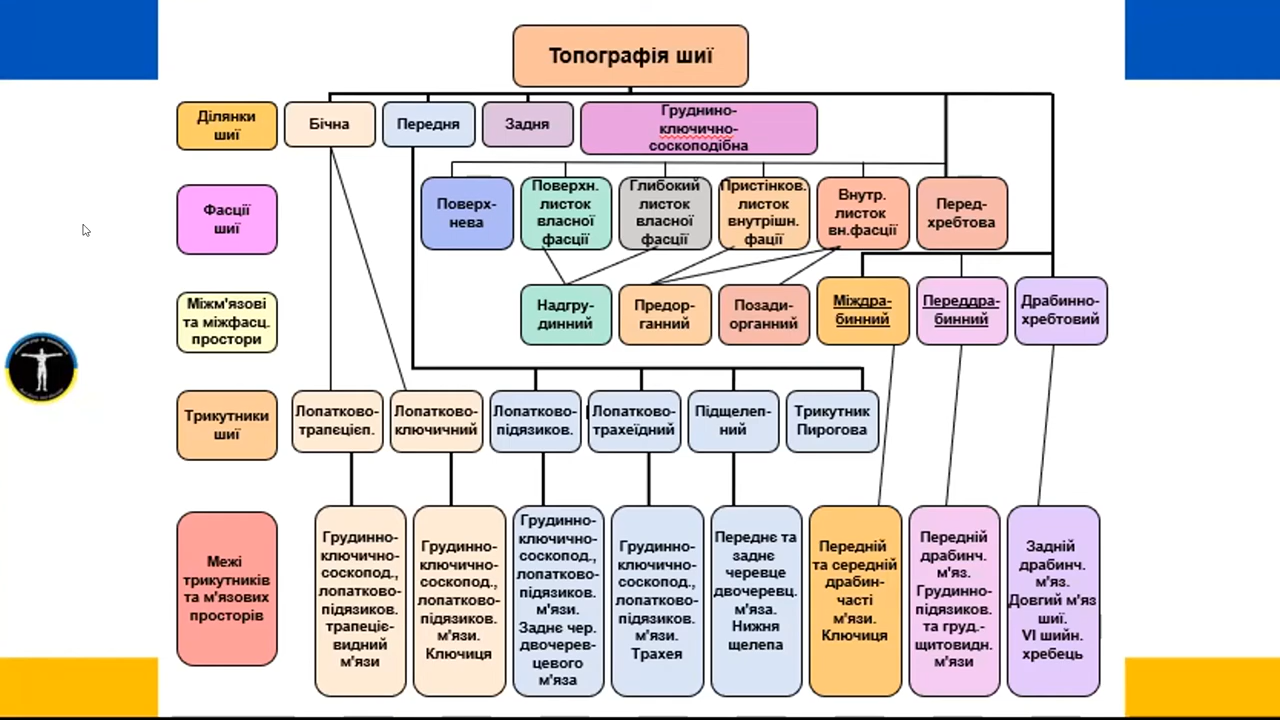 Топографія шиї
Ділянки
шиї
Бічна
Передня
Задня
Груднино-
ключично-
соскоподібна
Фасції
шиї
Поверх-
нева
Поверхн.
листок
власної
фасції
Глибокий
листок
власної
фасції
Пристінков.
листок
внутрішн.
фації
Внутр.
листок
вн.фасції
Перед-
хребтова
Міжм'язові
та міжфасц.
простори
Надгру-
динний
Предор-
ганний
Позади-
органний
Міждра-
бинний
Переддра-
бинний
Драбинно-
хребтовий
Трикутники
шиї
Лопатково-
трапєцієп.
Лопатково-
ключичний
Лопатково-
підязиков.
Лопатково-
трахеїдний
Підщелеп-
ний
Трикутник
Пирогова
Межі
трикутників
та м'язових
просторів
Грудинно-
ключично-
соскопод.,
лопатково-
підязиков.
трапеціє-
видний
м'язи
Грудинно-
ключично-
соскопод.,
лопатково-
підязиков.
м'язи.
Ключиця
Грудинно-
ключично-
соскопод.,
лопатково-
підязиков.
м'язи.
Заднє чер.
двочерев-
цевого
м'яза
Грудинно-
ключично-
соскопод.,
лопатково-
підязиков.
м'язи.
Трахея
Переднє та
заднє
черевце
двочеревц.
м'яза.
Нижня
щелепа
Передній
та середній
драбин-
часті
м'язи.
Ключиця
Передній
драбинч.
м'яз.
Грудинно-
підязиков.
та груд.-
щитовидн.
м'язи
Задній
драбинч.
м'яз.
Довгий м'яз
шиї.
VI шийн.
хребець